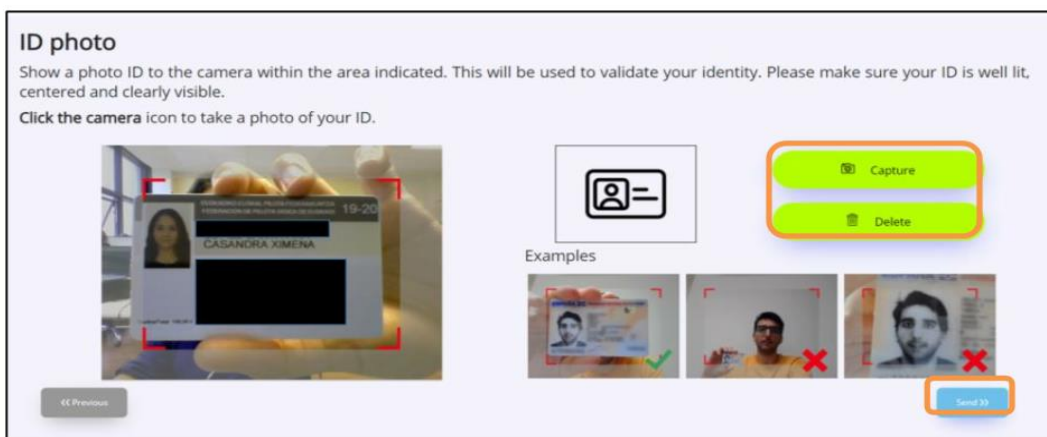 ID photo
Show a photo ID to the camera within the area indicated. This will be used to validate your identity. Please make sure your ID is well lit,
centered and clearly visible.
Click the camera icon to take a photo of your ID.
19-20
CASANDRA XIMENA
Capture
Delete
Examples
Previous
Send